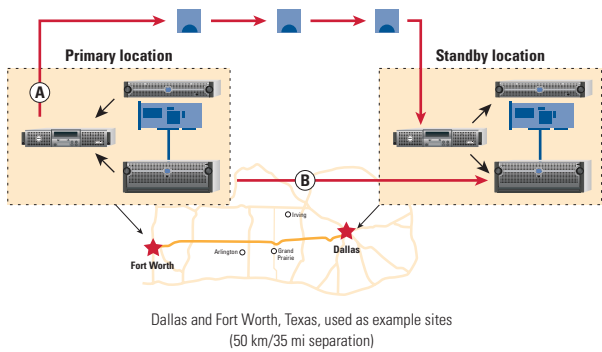 Primary location
Standby location
A
B
Irving
Arlington
Grand
Prairie
Dallas
Fort Worth
Dallas and Fort Worth, Texas, used as example sites
(50 km/35 mi separation)